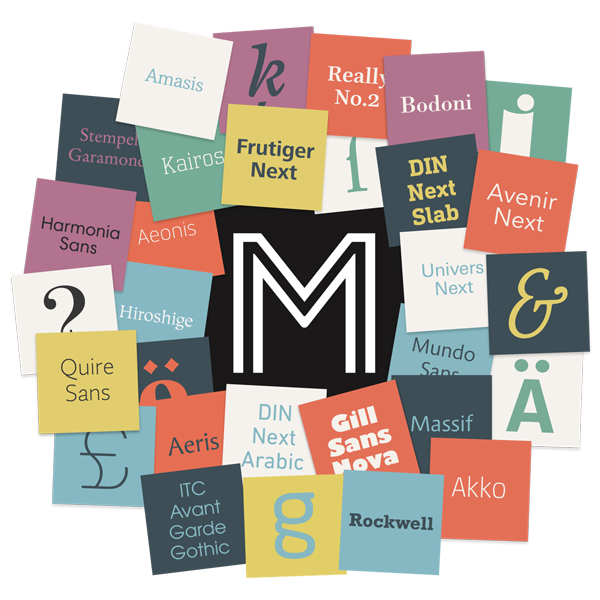 Amasis
k
Really
No.2
Bodoni
i
Stempel
Garamond
Kairos
Frutiger
Next
f
DIN
Next
Slab
Avenir
Next
Harmonia
Sans
Aeonis
M
Univers
Next
&
?
Hiroshige
Mundo
Sans
Ä
Quire
Sans
ö
£
Aeris
DIN
Next
Arabic
Gill
Sans
Nova
Massif
Akko
ITC
Avant
Garde
Gothic
g
Rockwell